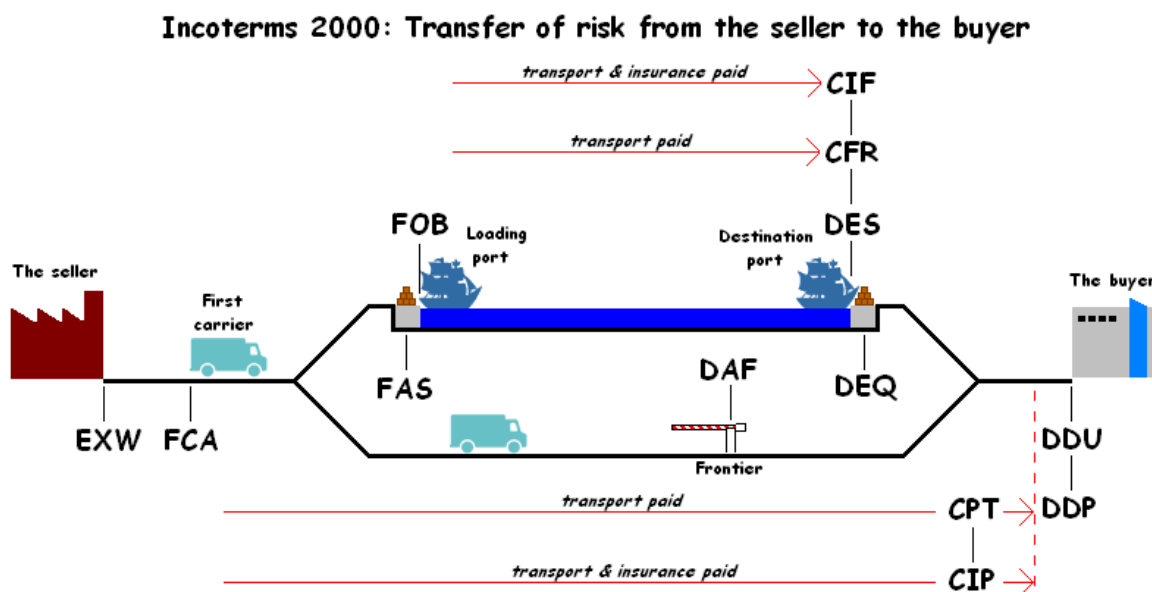 Incoterms 2000: Transfer of risk from the seller to the buyer
transport & insurance paid
CIF
transport paid
CFR
FOB
Loading
port
Destination
port
DES
The seller
First
carrier
The buyer
FAS
DAF
DEQ
EXW
FCA
Frontier
DDU
transport paid
CPT
DDP
transport & insurance paid
CIP